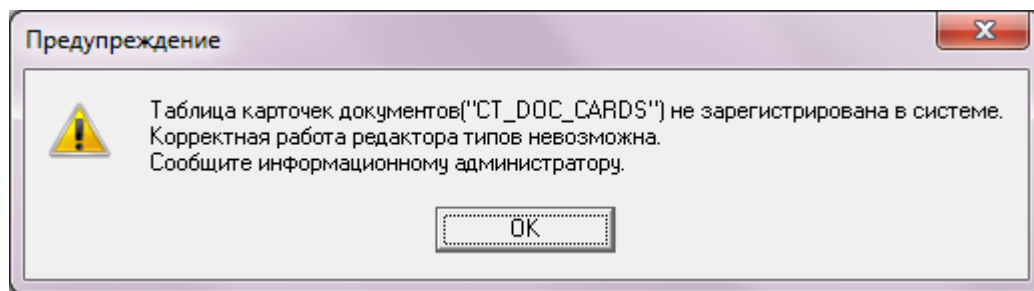 Предупреждение
Таблица карточек документов("CT_DOC_CARDS") не зарегистрирована в системе.
Корректная работа редактора типов невозможна.
Сообщите информационному администратору.
OK